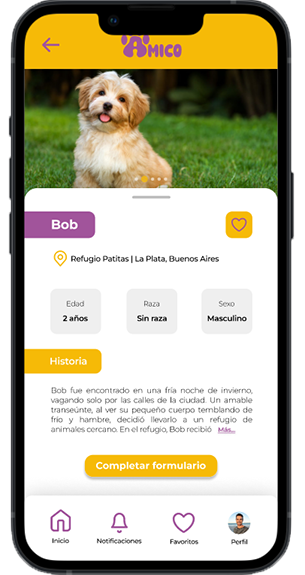 AMICO
Bob
Refugio Patitas | La Plata, Buenos Aires
Edad
2 años
Raza
Sin raza
Sexo
Masculino
Historia
Bob fue encontrado en una fría noche de invierno,
vagando solo por las calles de la ciudad. Un amable
transeúnte, al ver su pequeño cuerpo temblando de
frío y hambre, decidió llevarlo a un refugio de
animales cercano. En el refugio, Bob recibió Más...
Completar formulario
Inicio
Notificaciones
Favoritos
Perfil